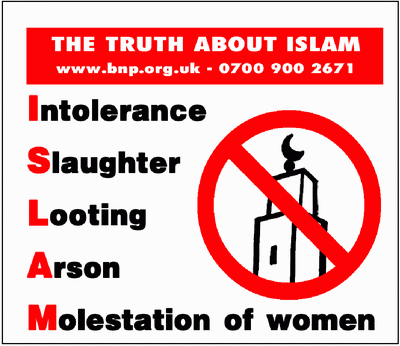 THE TRUTH ABOUT ISLAM
www.bnp.org.uk - 0700 900 2671
Intolerance
Slaughter
Looting
Arson
Molestation of women